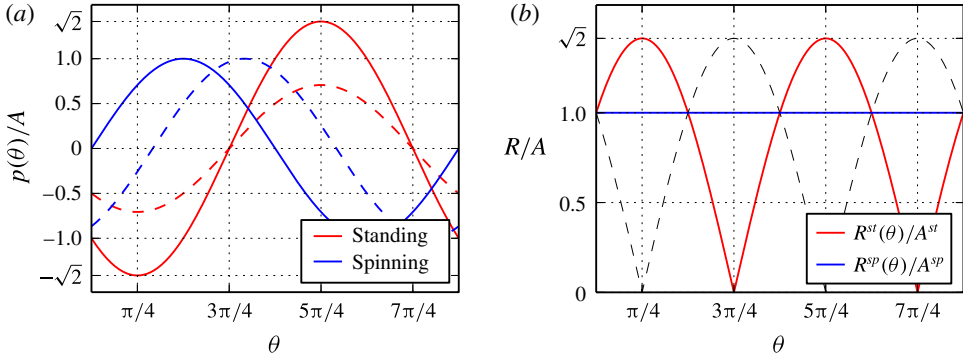 (a)
√2
1.0
0.5
0
−0.5
−1.0
−√2
p(θ)/A
π/4
3π/4
5π/4
7π/4
θ
Standing
Spinning
(b)
√2
1.0
0.5
0
R/A
π/4
3π/4
5π/4
7π/4
θ
R^{st}(θ)/A^{st}
R^{sp}(θ)/A^{sp}